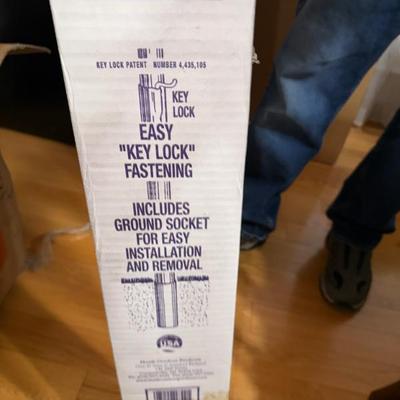 KEY LOCK PATENT NUMBER 4,435,105
KEY
LOCK
EASY
"KEY LOCK"
FASTENING
INCLUDES
GROUND SOCKET
FOR EASY
INSTALLATION
AND REMOVAL
USA